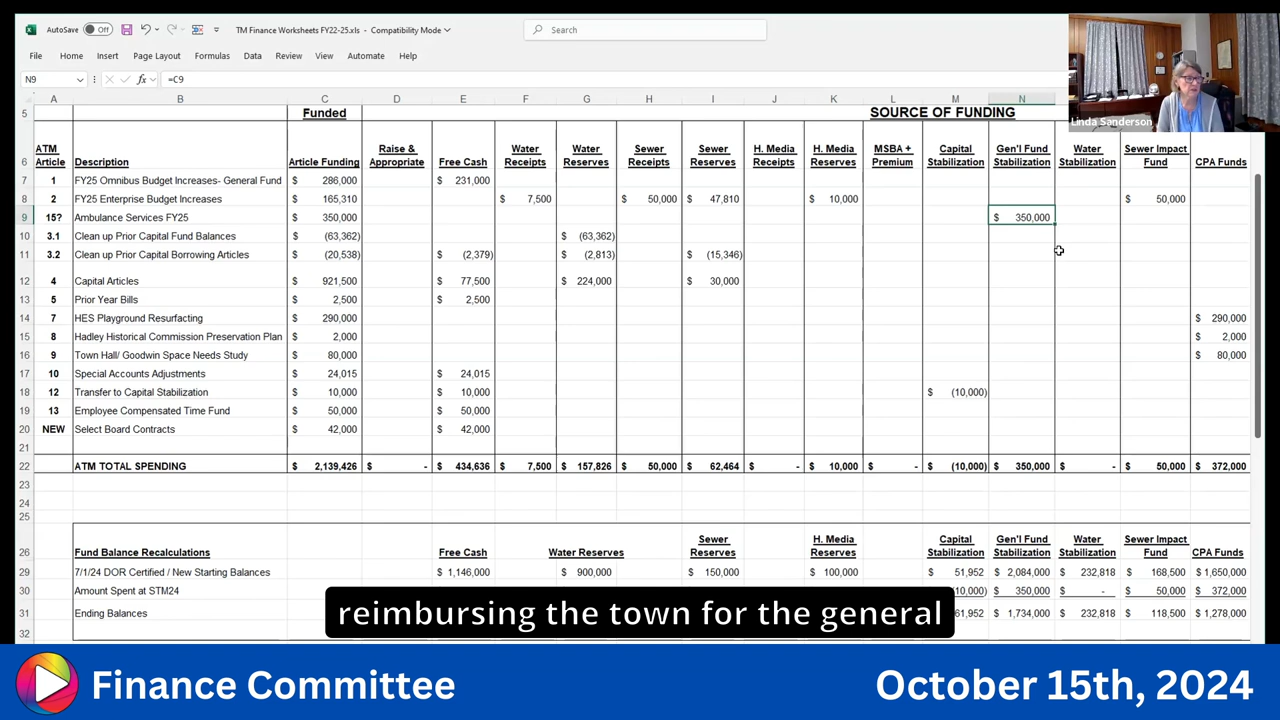 AutoSave Off TM Finance Worksheets FY22-25.xls - Compatibility Mode Search
File Home Insert Page Layout Formulas Data Review View Automate Help
N9 fx =C9
Linda Sanderson
A B C D E F G H I J K L M N
5 Funded SOURCE OF FUNDING
6 ATM Article Description Article Funding Raise & Appropriate Free Cash Water Receipts Water Reserves Sewer Receipts Sewer Reserves H. Media Receipts H. Media Reserves MSBA + Premium Capital Stabilization Gen'l Fund Stabilization Water Stabilization Sewer Impact Fund CPA Funds
7 1 FY25 Omnibus Budget Increases- General Fund $ 286,000 $ 231,000
8 2 FY25 Enterprise Budget Increases $ 165,310 $ 7,500 $ 50,000 $ 47,810 $ 10,000 $ 50,000
9 15? Ambulance Services FY25 $ 350,000 $ 350,000
10 3.1 Clean up Prior Capital Fund Balances $ (63,362) $ (63,362)
11 3.2 Clean up Prior Capital Borrowing Articles $ (20,538) $ (2,379) $ (2,813) $ (15,346)
12 4 Capital Articles $ 921,500 $ 77,500 $ 224,000 $ 30,000
13 5 Prior Year Bills $ 2,500 $ 2,500
14 7 HES Playground Resurfacting $ 290,000 $ 290,000
15 8 Hadley Historical Commission Preservation Plan $ 2,000 $ 2,000
16 9 Town Hall/ Goodwin Space Needs Study $ 80,000 $ 80,000
17 10 Special Accounts Adjustments $ 24,015 $ 24,015
18 12 Transfer to Capital Stabilization $ 10,000 $ 10,000 $ (10,000)
19 13 Employee Compensated Time Fund $ 50,000 $ 50,000
20 NEW Select Board Contracts $ 42,000 $ 42,000
21
22 ATM TOTAL SPENDING $ 2,139,426 $ - $ 434,636 $ 7,500 $ 157,826 $ 50,000 $ 62,464 $ - $ 10,000 $ - $ (10,000) $ 350,000 $ - $ 50,000 $ 372,000
23
24
25
26 Fund Balance Recalculations Free Cash Water Reserves Sewer Reserves H. Media Reserves Capital Stabilization Gen'l Fund Stabilization Water Stabilization Sewer Impact Fund CPA Funds
29 7/1/24 DOR Certified / New Starting Balances $ 1,146,000 $ 900,000 $ 150,000 $ 100,000 $ 51,952 $ 2,084,000 $ 232,818 $ 168,500 $ 1,650,000
30 Amount Spent at STM24 $ 350,000 $ - $ 50,000 $ 372,000
31 Ending Balances $ 1,734,000 $ 232,818 $ 118,500 $ 1,278,000
32
reimbursing the town for the general
Finance Committee October 15th, 2024